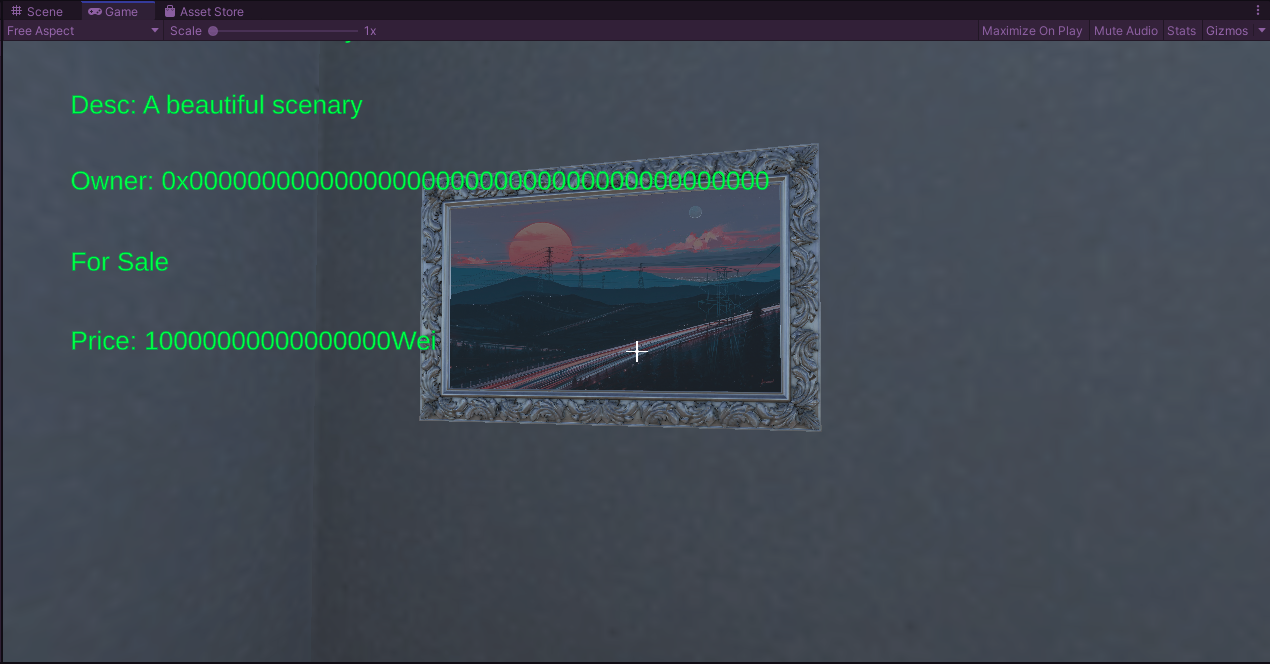 Scene Game Asset Store
Free Aspect Scale 1x Maximize On Play Mute Audio Stats Gizmos
Desc: A beautiful scenary
Owner: 0x0000000000000000000000000000000000000000
For Sale
Price: 10000000000000000Wei